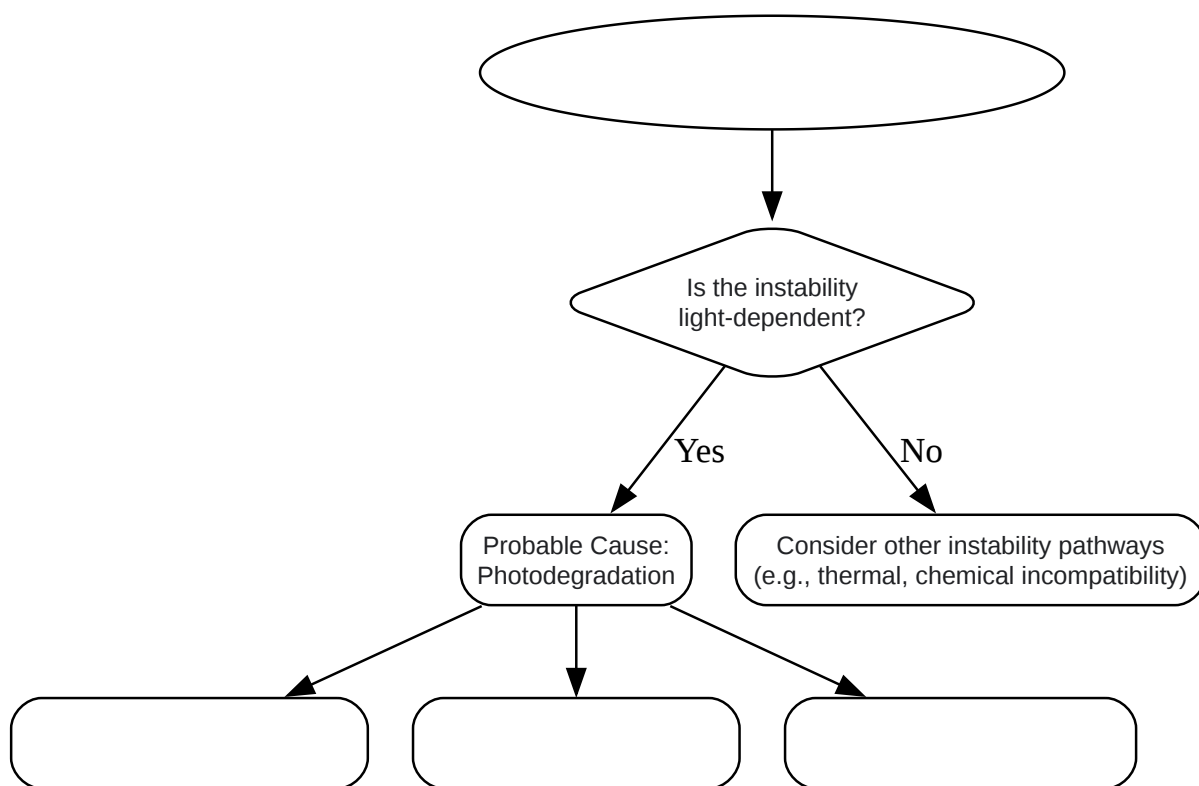 Is the instability
light-dependent?
Yes
No
Probable Cause:
Photodegradation
Consider other instability pathways
(e.g., thermal, chemical incompatibility)